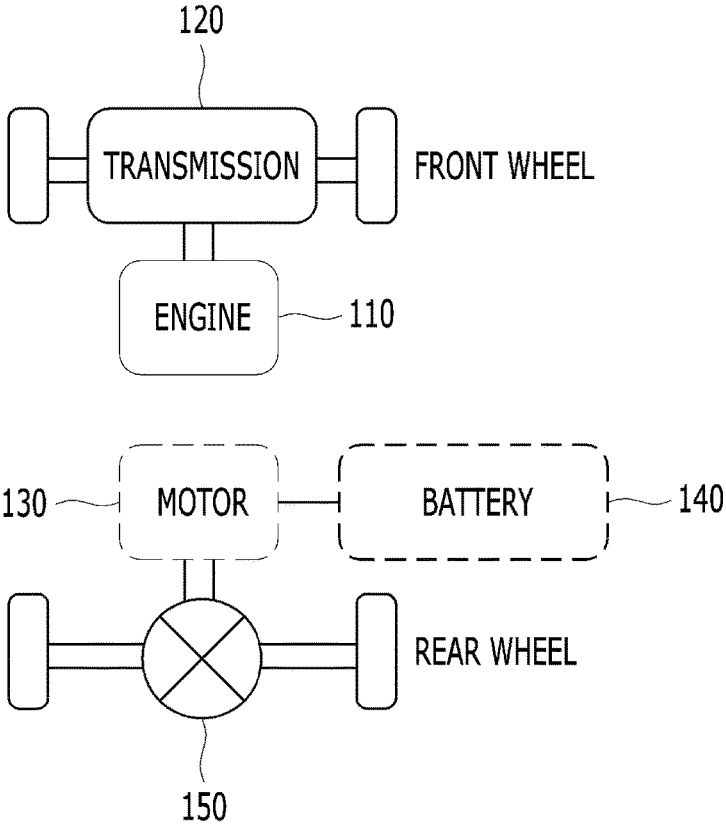 120
TRANSMISSION
FRONT WHEEL
ENGINE
110
130
MOTOR
BATTERY
140
REAR WHEEL
150